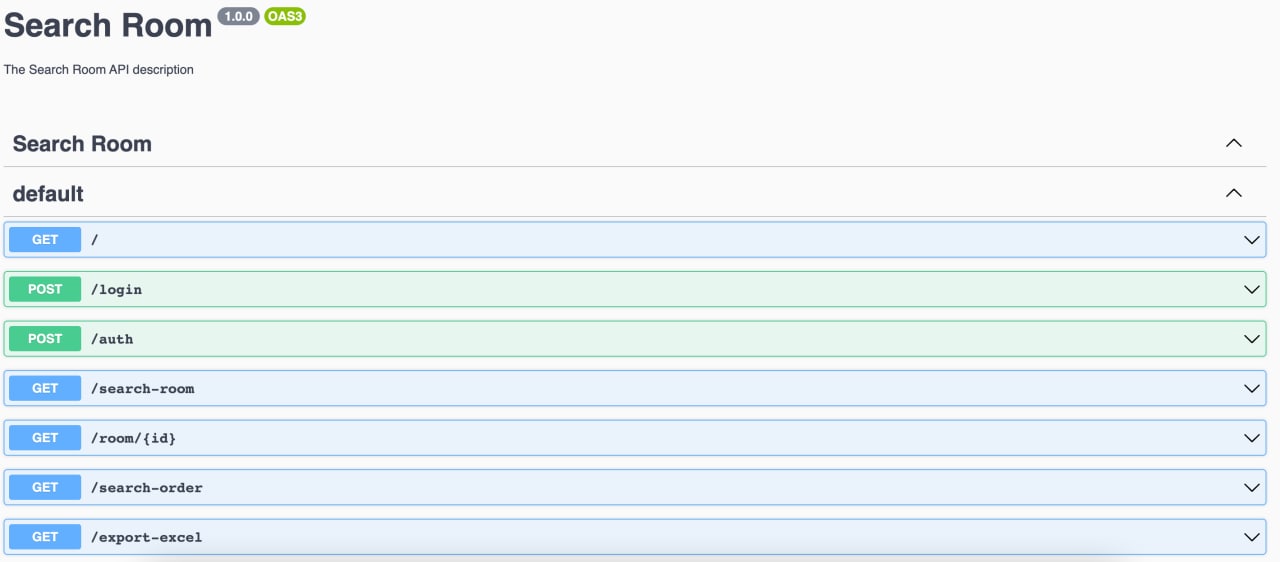 Search Room 1.0.0 OAS3
The Search Room API description
Search Room
default
GET /
POST /login
POST /auth
GET /search-room
GET /room/{id}
GET /search-order
GET /export-excel